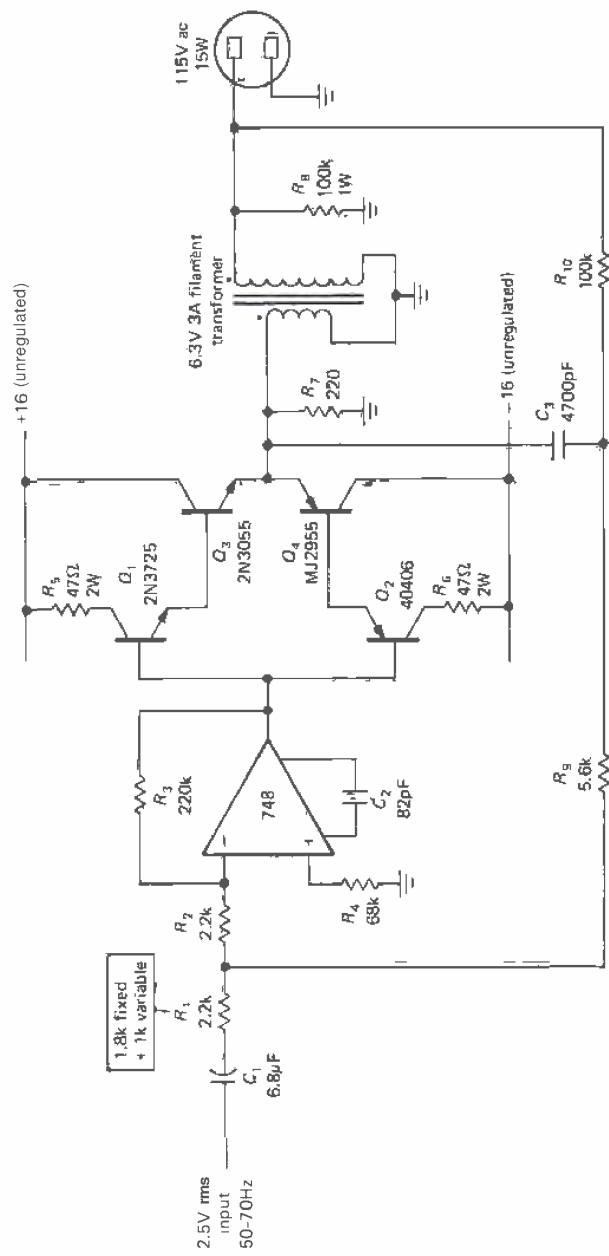 2.5V rms
input
50-70Hz
C₁
6.8μF
1.8k fixed
+ 1k variable
R₁
2.2k
R₂
2.2k
R₃
220k
−
+
748
R₄
68k
C₂
82pF
+16 (unregulated)
R₅
47Ω
2W
Q₁
2N3725
Q₃
2N3055
Q₄
MJ2955
Q₂
40406
R₆
47Ω
2W
-16 (unregulated)
6.3V 3A filament
transformer
R₇
220
R₈
100k
1W
115V ac
15W
C₃
4700pF
R₉
5.6k
R₁₀
100k